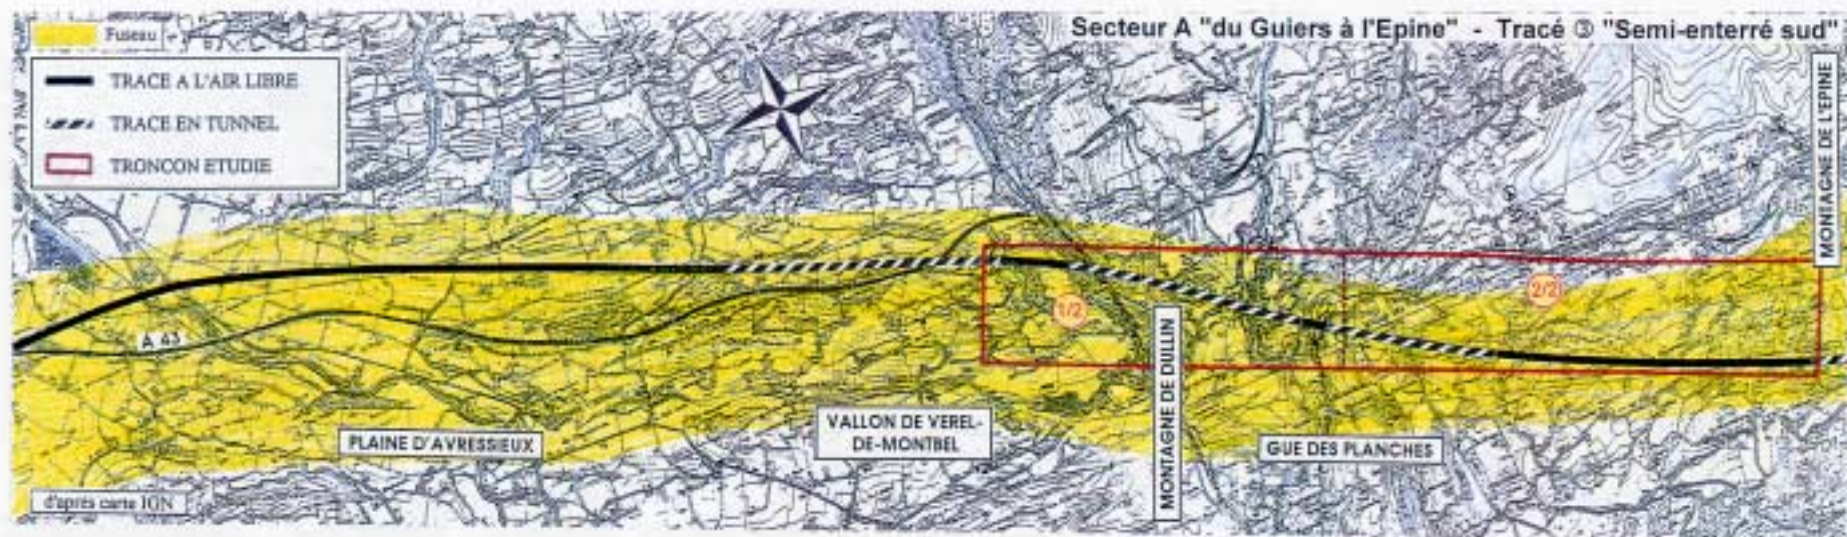 Secteur A "du Guiers à l'Epine" - Tracé ③ "Semi-enterré sud"
Fuseau
TRACE A L'AIR LIBRE
TRACE EN TUNNEL
TRONCON ETUDIE
MONTAGNE DE L'EPINE
A 43
1/2
2/2
MONTAGNE DE DULLIN
VALLON DE VEREL-
DE-MONTBEL
PLAINE D'AVRESSIEUX
GUE DES PLANCHES
d'après carte IGN